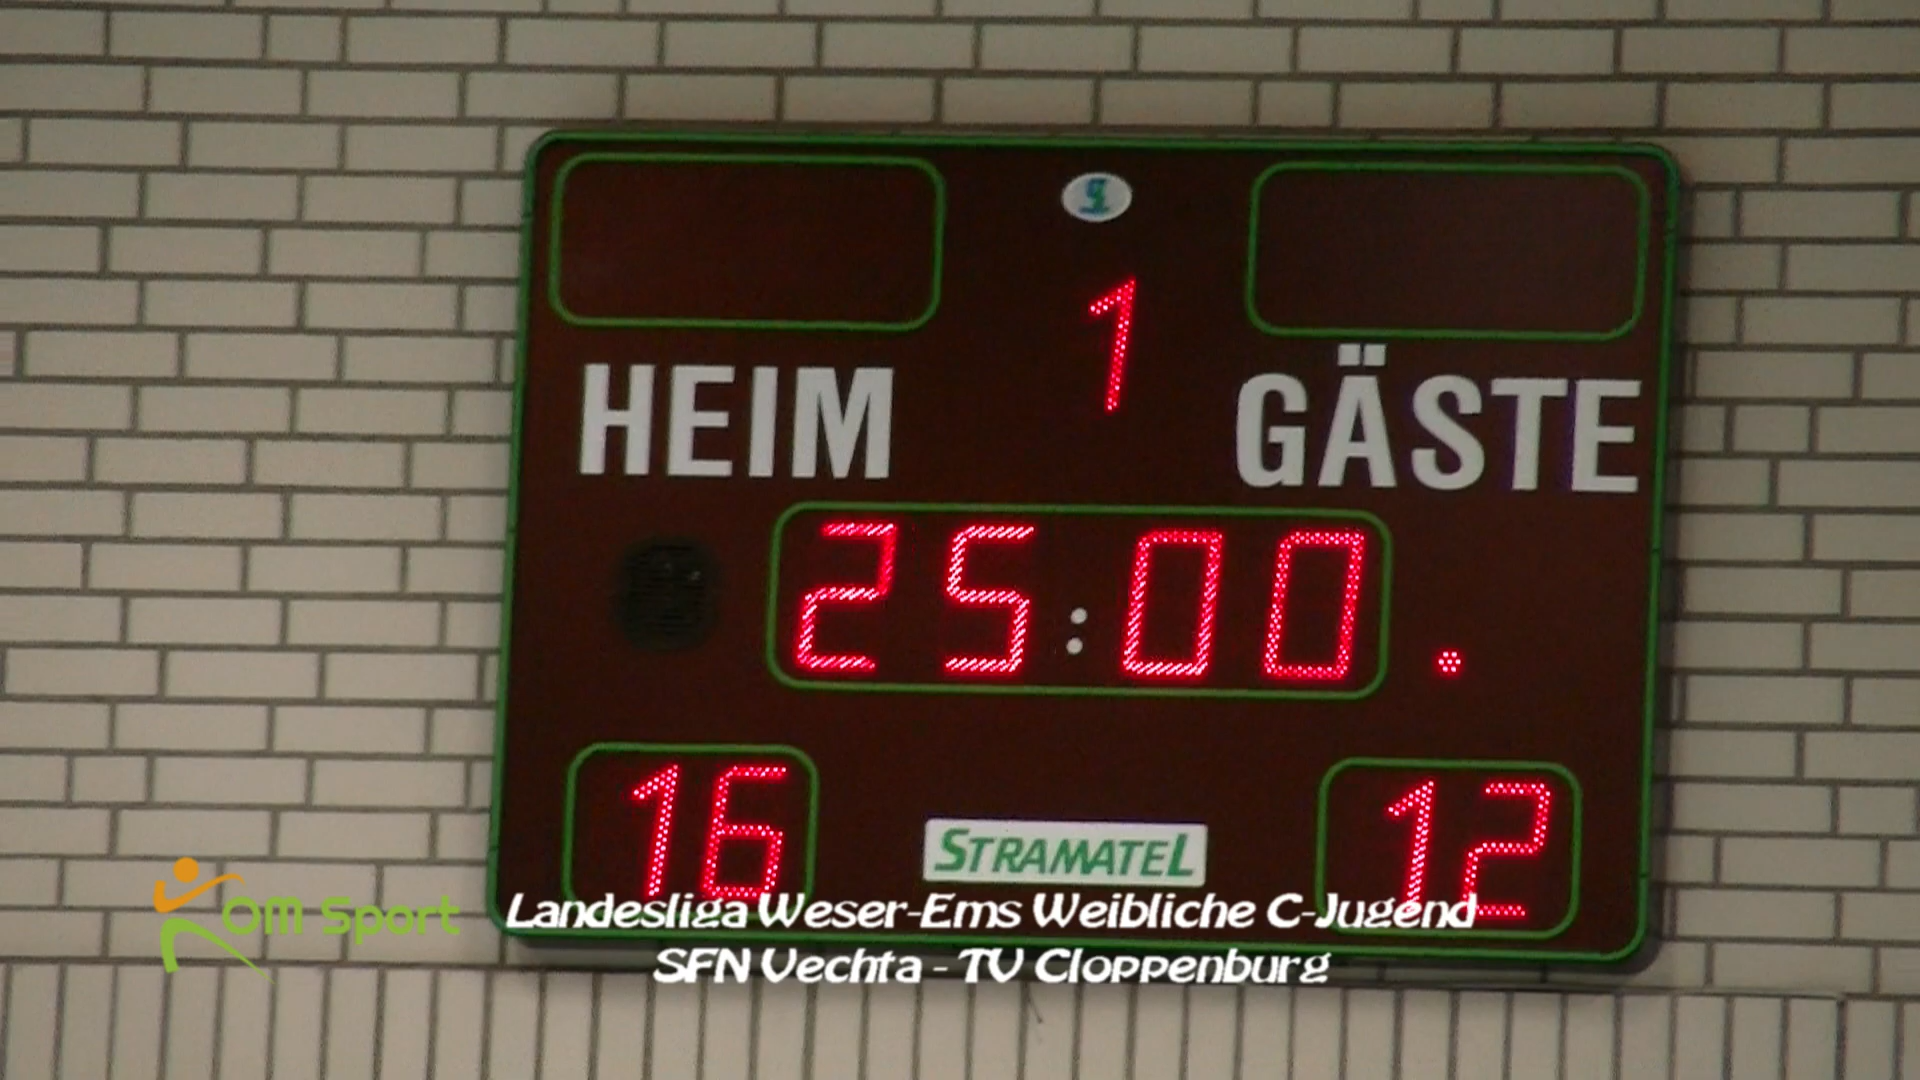 1
HEIM
GÄSTE
25:00.
16
12
STRAMATEL
OM Sport
Landesliga Weser-Ems Weibliche C-Jugend
SFN Vechta - TV Cloppenburg